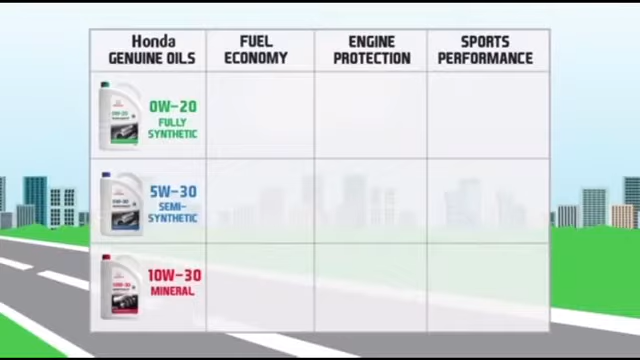 Honda
GENUINE OILS
FUEL
ECONOMY
ENGINE
PROTECTION
SPORTS
PERFORMANCE
0W-20
FULLY
SYNTHETIC
5W-30
SEMI-
SYNTHETIC
10W-30
MINERAL